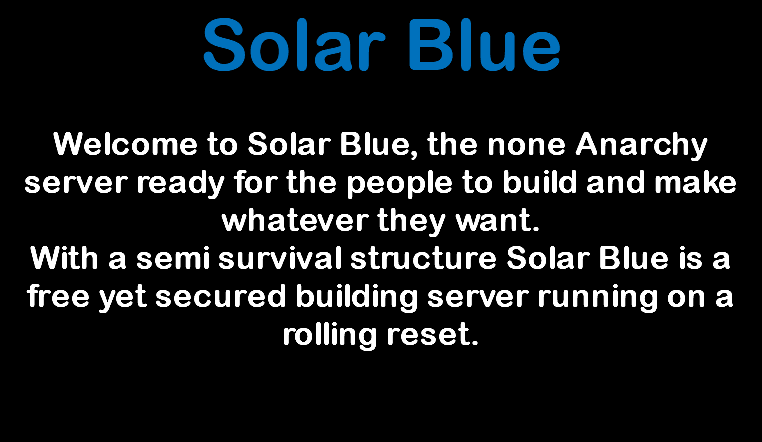 Solar Blue
Welcome to Solar Blue, the none Anarchy
server ready for the people to build and make
whatever they want.
With a semi survival structure Solar Blue is a
free yet secured building server running on a
rolling reset.